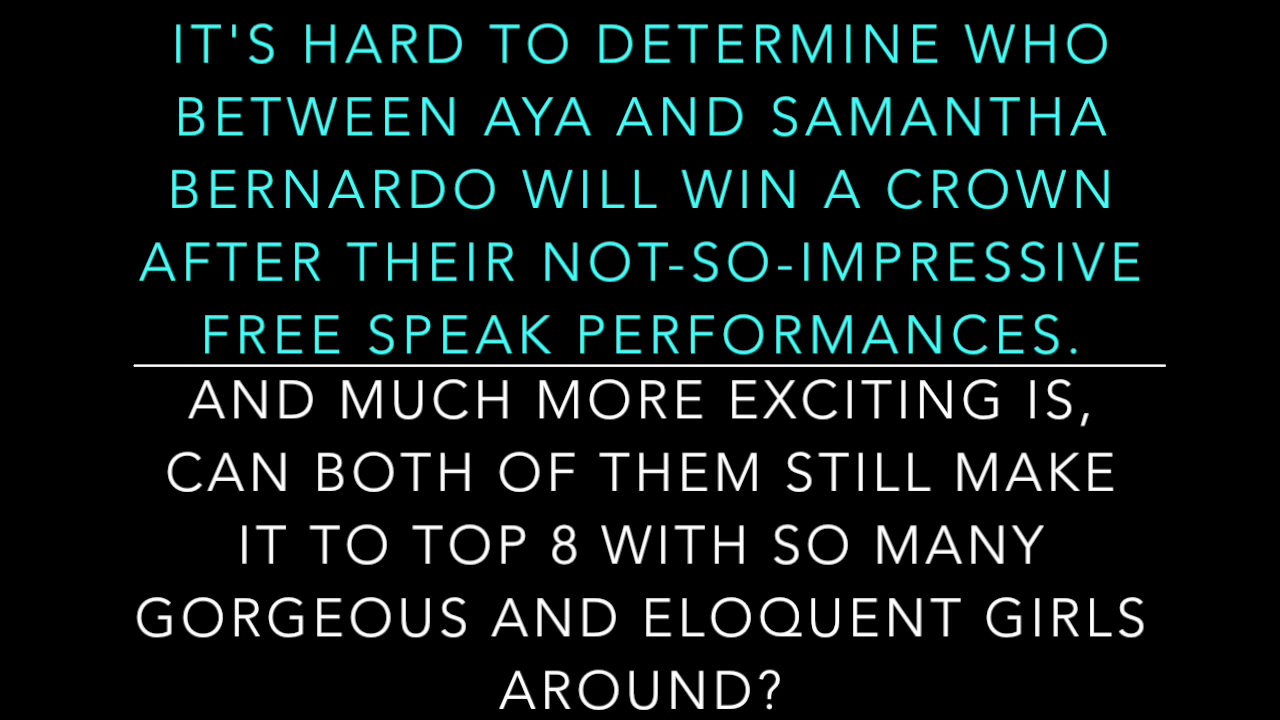 IT'S HARD TO DETERMINE WHO
BETWEEN AYA AND SAMANTHA
BERNARDO WILL WIN A CROWN
AFTER THEIR NOT-SO-IMPRESSIVE
FREE SPEAK PERFORMANCES.
AND MUCH MORE EXCITING IS,
CAN BOTH OF THEM STILL MAKE
IT TO TOP 8 WITH SO MANY
GORGEOUS AND ELOQUENT GIRLS
AROUND?